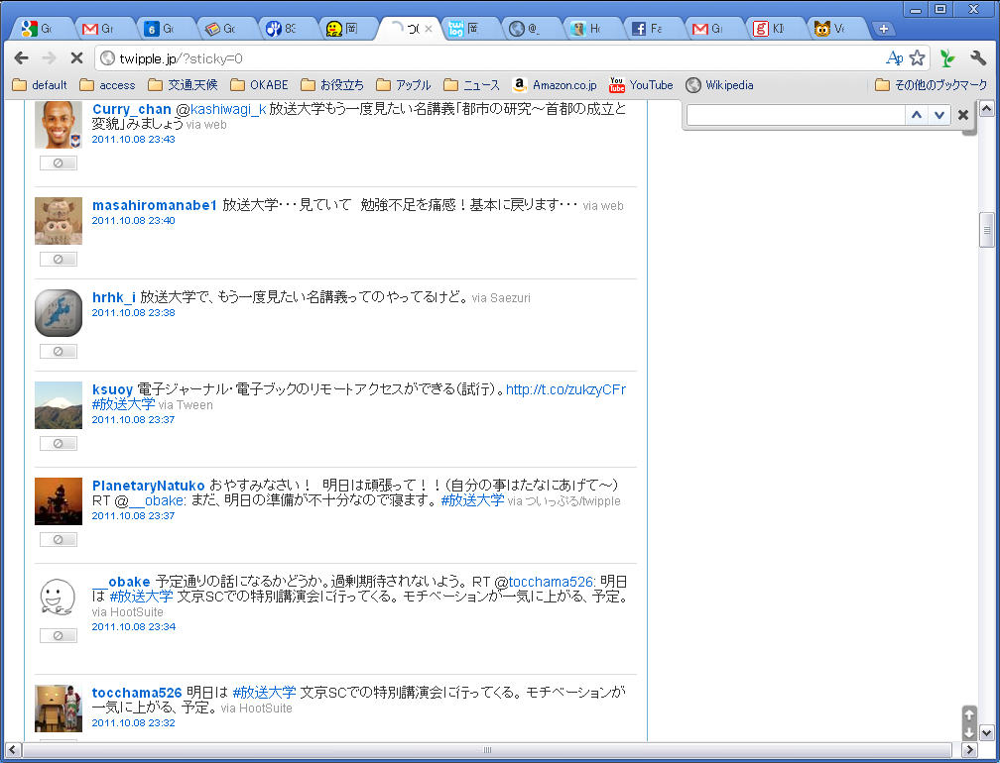 Gr
Gr
6
Gr
83
岡
つ
岡
@_
Fa
Gr
g
KI
twipple.jp/?sticky=0
default
access
交通,天候
OKABE
お役立ち
アップル
ニュース
Amazon.co.jp
YouTube
Wikipedia
その他のブックマーク
Curry_chan @kashiwagi_k 放送大学もう一度見たい名講義「都市の研究～首都の成立と
変貌」みましょう via web
2011.10.08 23:43
masahiromanabe1 放送大学・・・見ていて　勉強不足を痛感！基本に戻ります・・・ via web
2011.10.08 23:40
hrhk_i 放送大学で、もう一度見たい名講義ってのやってるけど。 via Saezuri
2011.10.08 23:38
ksuoy 電子ジャーナル・電子ブックのリモートアクセスができる（試行）。http://t.co/zukzyCFr
#放送大学 via Tween
2011.10.08 23:37
PlanetaryNatuko おやすみなさい！　明日は頑張って！！（自分の事はたなにあげて～）
RT @__obake: まだ、明日の準備が不十分なので寝ます。 #放送大学 via ついっぷる/twipple
2011.10.08 23:37
__obake 予定通りの話になるかどうか。過剰期待されないよう。 RT @tocchama526: 明日
は #放送大学 文京SCでの特別講演会に行ってくる。 モチベーションが一気に上がる、予定。
via HootSuite
2011.10.08 23:34
tocchama526 明日は #放送大学 文京SCでの特別講演会に行ってくる。 モチベーションが
一気に上がる、予定。 via HootSuite
2011.10.08 23:32